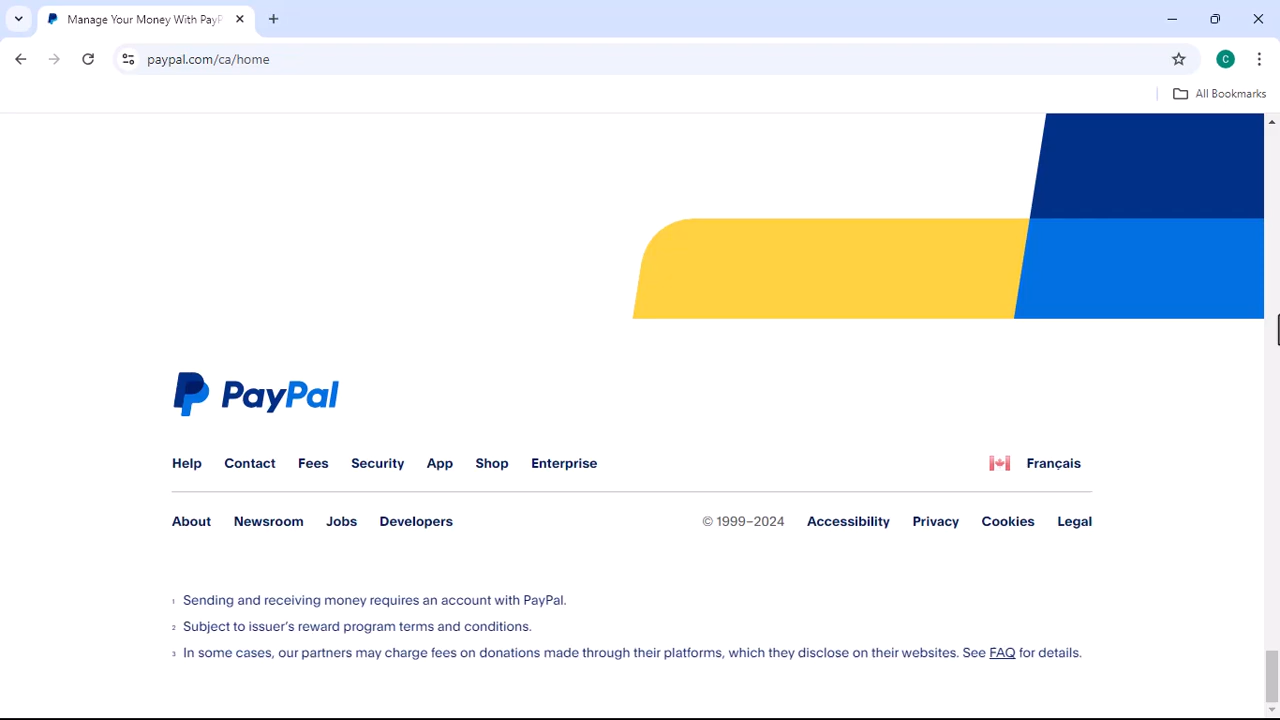 Manage Your Money With PayP
paypal.com/ca/home
C
All Bookmarks
PayPal
Help Contact Fees Security App Shop Enterprise Français
About Newsroom Jobs Developers © 1999–2024 Accessibility Privacy Cookies Legal
1 Sending and receiving money requires an account with PayPal.
2 Subject to issuer’s reward program terms and conditions.
3 In some cases, our partners may charge fees on donations made through their platforms, which they disclose on their websites. See FAQ for details.